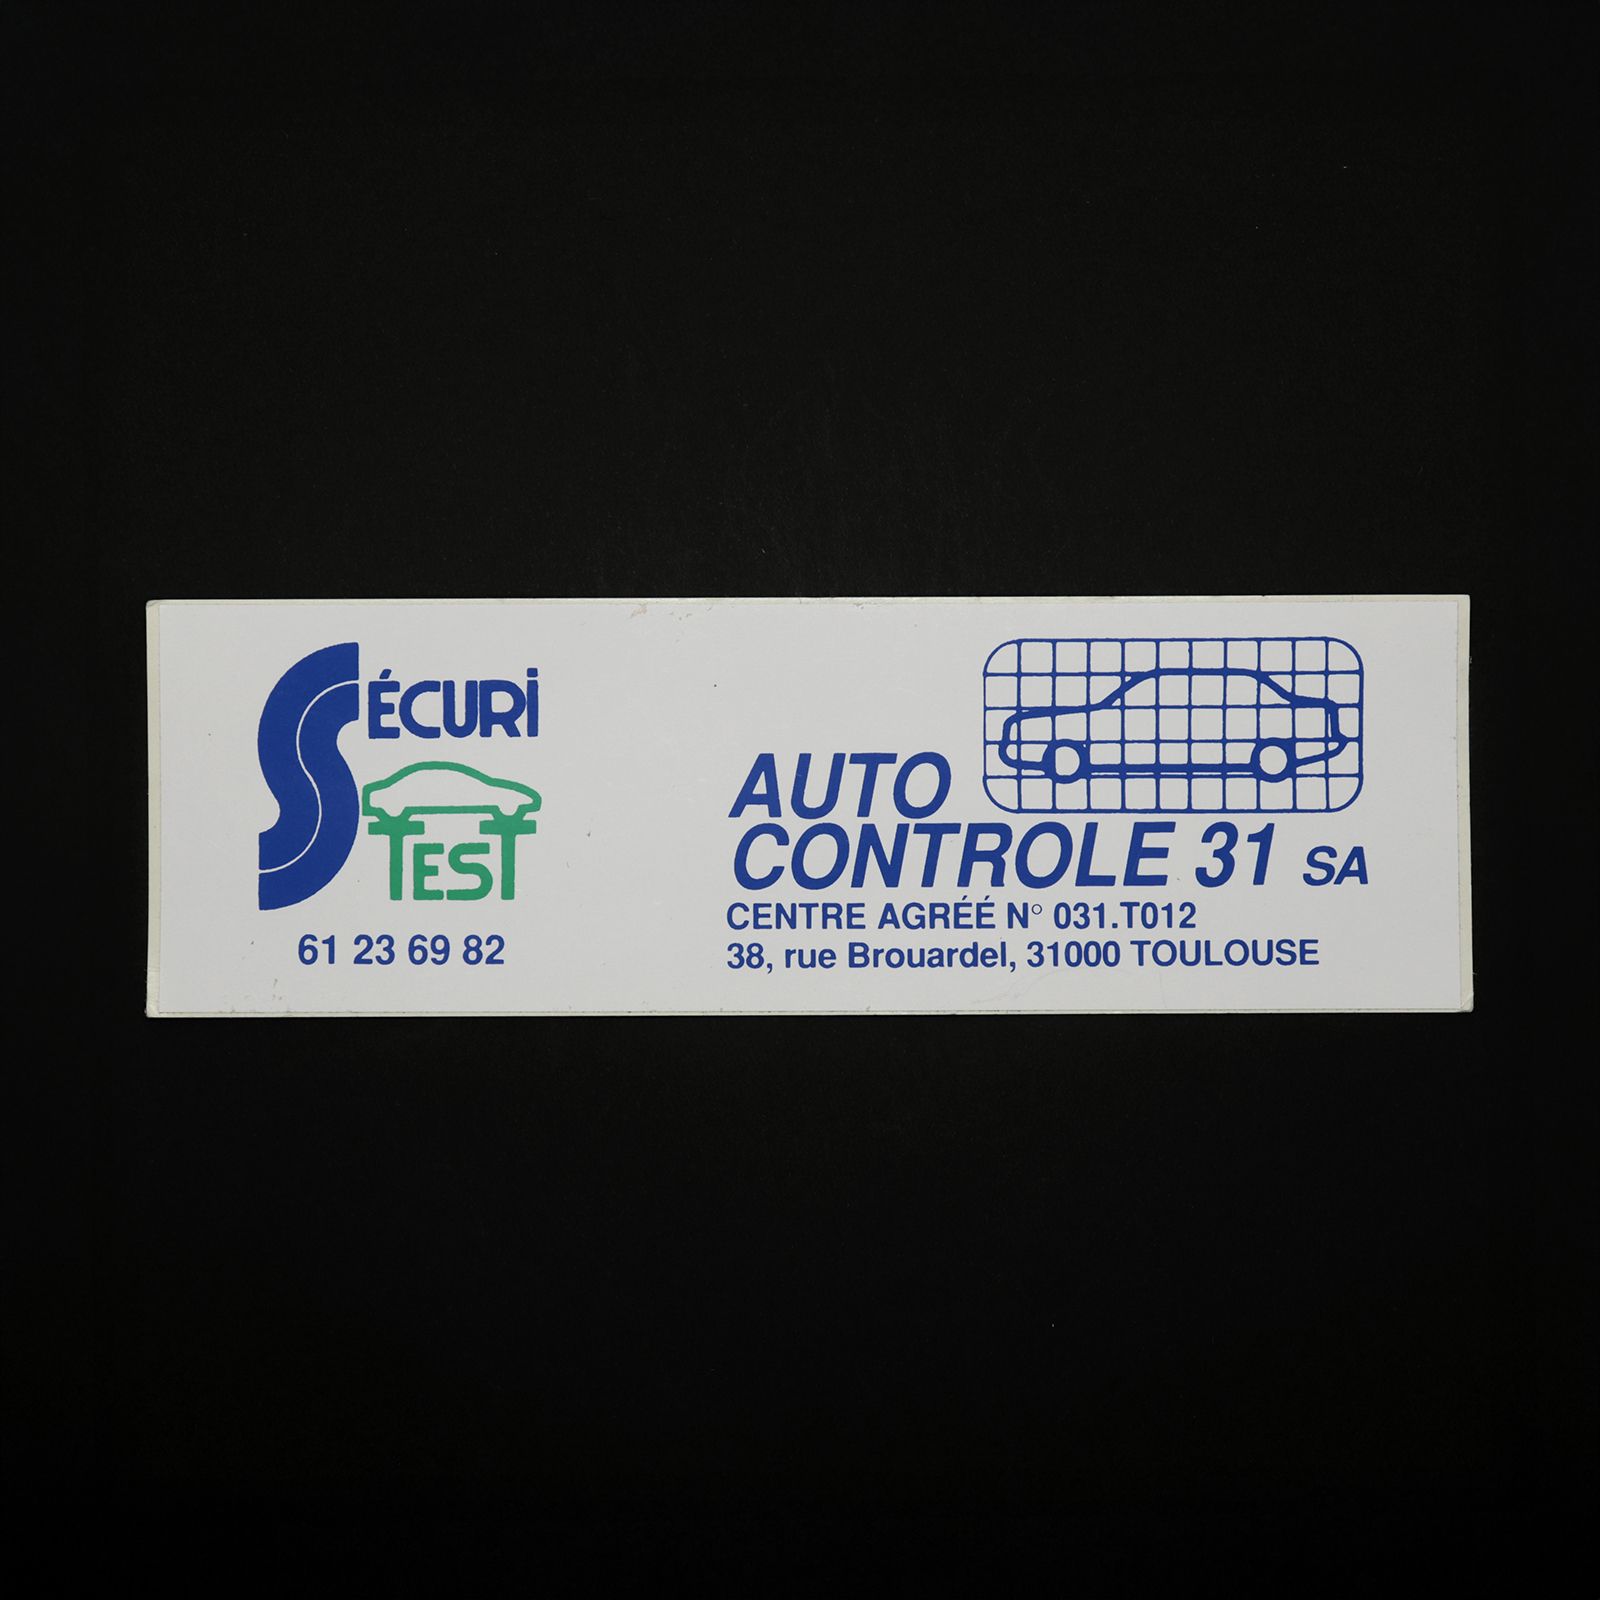 SÉCURi
TEST
61 23 69 82
AUTO
CONTROLE 31 SA
CENTRE AGRÉÉ N° 031.T012
38, rue Brouardel, 31000 TOULOUSE